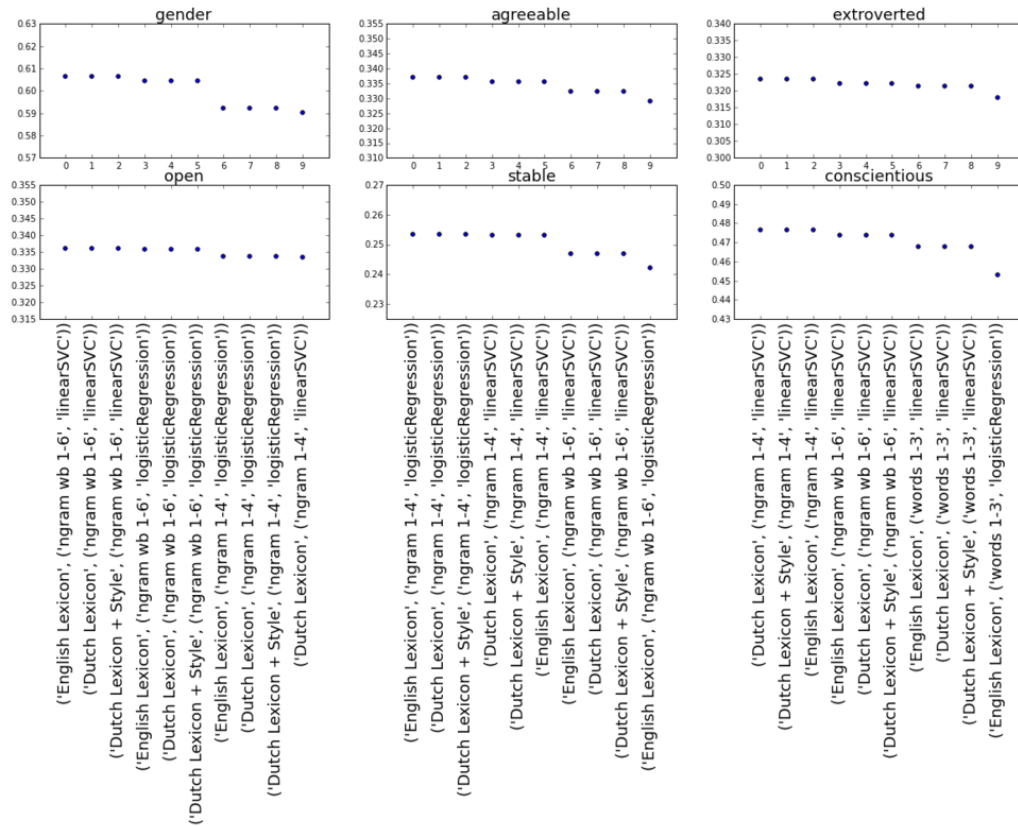 gender
0.63
0.62
0.61
0.60
0.59
0.58
0.57
0 1 2 3 4 5 6 7 8 9
agreeable
0.355
0.350
0.345
0.340
0.335
0.330
0.325
0.320
0.315
0.310
0 1 2 3 4 5 6 7 8 9
extroverted
0.340
0.335
0.330
0.325
0.320
0.315
0.310
0.305
0.300
0 1 2 3 4 5 6 7 8 9
open
0.355
0.350
0.345
0.340
0.335
0.330
0.325
0.320
0.315
('English Lexicon', ('ngram wb 1-6', 'linearSVC'))
('Dutch Lexicon', ('ngram wb 1-6', 'linearSVC'))
('Dutch Lexicon + Style', ('ngram wb 1-6', 'linearSVC'))
('English Lexicon', ('ngram wb 1-6', 'logisticRegression'))
('Dutch Lexicon', ('ngram wb 1-6', 'logisticRegression'))
('Dutch Lexicon + Style', ('ngram wb 1-6', 'logisticRegression'))
('English Lexicon', ('ngram 1-4', 'logisticRegression'))
('Dutch Lexicon', ('ngram 1-4', 'logisticRegression'))
('Dutch Lexicon + Style', ('ngram 1-4', 'logisticRegression'))
('Dutch Lexicon', ('ngram 1-4', 'linearSVC'))
stable
0.27
0.26
0.25
0.24
0.23
('English Lexicon', ('ngram 1-4', 'logisticRegression'))
('Dutch Lexicon', ('ngram 1-4', 'logisticRegression'))
('Dutch Lexicon + Style', ('ngram 1-4', 'logisticRegression'))
('Dutch Lexicon', ('ngram 1-4', 'linearSVC'))
('Dutch Lexicon + Style', ('ngram 1-4', 'linearSVC'))
('English Lexicon', ('ngram 1-4', 'linearSVC'))
('English Lexicon', ('ngram wb 1-6', 'linearSVC'))
('Dutch Lexicon', ('ngram wb 1-6', 'linearSVC'))
('Dutch Lexicon + Style', ('ngram wb 1-6', 'linearSVC'))
('English Lexicon', ('ngram wb 1-6', 'logisticRegression'))
conscientious
0.50
0.49
0.48
0.47
0.46
0.45
0.44
0.43
('Dutch Lexicon', ('ngram 1-4', 'linearSVC'))
('Dutch Lexicon + Style', ('ngram 1-4', 'linearSVC'))
('English Lexicon', ('ngram 1-4', 'linearSVC'))
('English Lexicon', ('ngram wb 1-6', 'linearSVC'))
('Dutch Lexicon', ('ngram wb 1-6', 'linearSVC'))
('Dutch Lexicon + Style', ('ngram wb 1-6', 'linearSVC'))
('English Lexicon', ('words 1-3', 'linearSVC'))
('Dutch Lexicon', ('words 1-3', 'linearSVC'))
('Dutch Lexicon + Style', ('words 1-3', 'linearSVC'))
('English Lexicon', ('words 1-3', 'logisticRegression'))